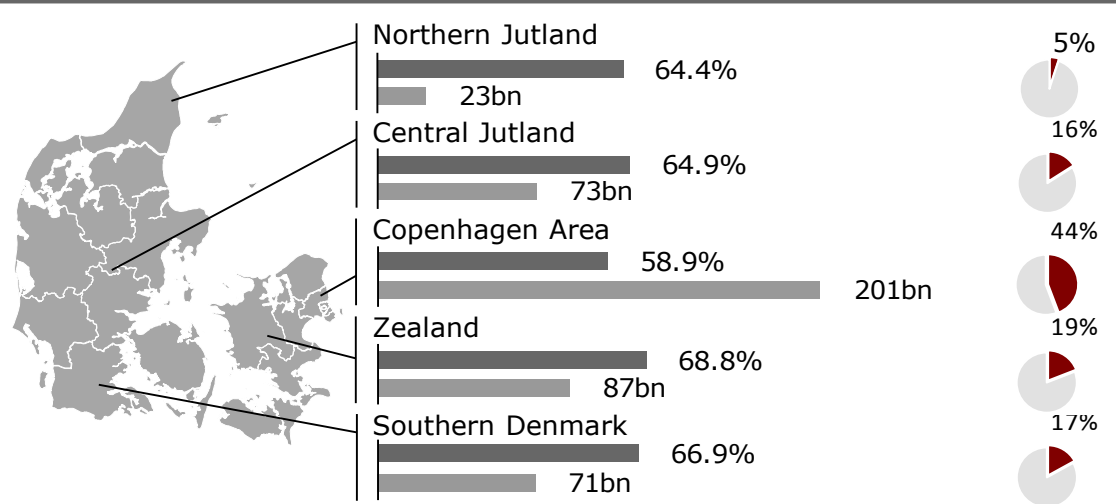 Northern Jutland
5%
64.4%
23bn
Central Jutland
16%
64.9%
73bn
Copenhagen Area
44%
58.9%
201bn
Zealand
19%
68.8%
87bn
Southern Denmark
17%
66.9%
71bn